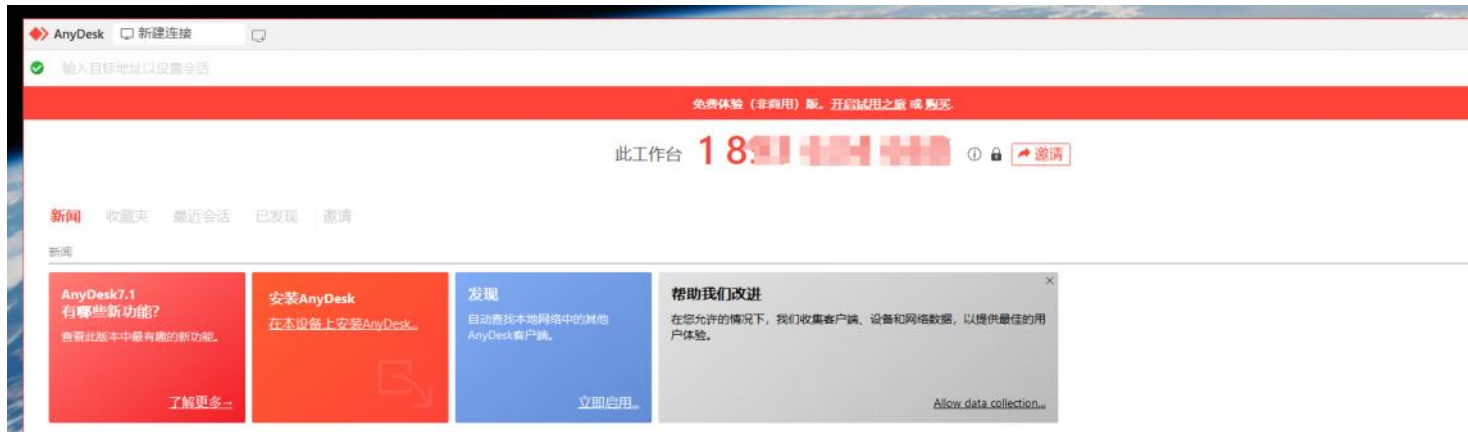 AnyDesk 新建连接
输入目标地址以设置会话
免费体验（非商用）版。开启试用之旅 或 购买.
此工作台 1 8 邀请
新闻 收藏夹 最近会话 已发现 邀请
新闻
AnyDesk7.1
有哪些新功能?
查看此版本中最有趣的新功能。
了解更多→
安装AnyDesk
在本设备上安装AnyDesk...
发现
自动查找本地网络中的其他
AnyDesk客户端。
立即启用...
帮助我们改进
在您允许的情况下，我们收集客户端、设备和网络数据，以提供最佳的用
户体验。
Allow data collection...